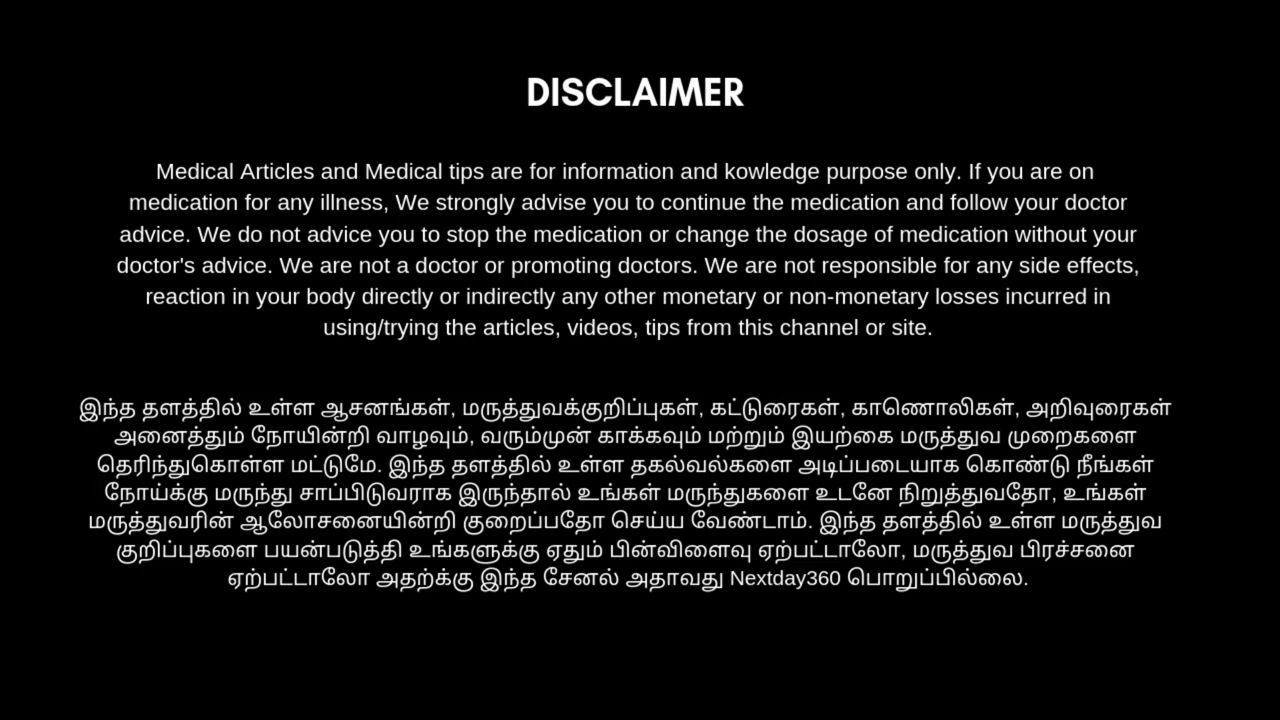 DISCLAIMER
Medical Articles and Medical tips are for information and kowledge purpose only. If you are on
medication for any illness, We strongly advise you to continue the medication and follow your doctor
advice. We do not advice you to stop the medication or change the dosage of medication without your
doctor's advice. We are not a doctor or promoting doctors. We are not responsible for any side effects,
reaction in your body directly or indirectly any other monetary or non-monetary losses incurred in
using/trying the articles, videos, tips from this channel or site.
இந்த தளத்தில் உள்ள ஆசனங்கள், மருத்துவக்குறிப்புகள், கட்டுரைகள், காணொலிகள், அறிவுரைகள்
அனைத்தும் நோயின்றி வாழவும், வரும்முன் காக்கவும் மற்றும் இயற்கை மருத்துவ முறைகளை
தெரிந்துகொள்ள மட்டுமே. இந்த தளத்தில் உள்ள தகல்வல்களை அடிப்படையாக கொண்டு நீங்கள்
நோய்க்கு மருந்து சாப்பிடுவராக இருந்தால் உங்கள் மருந்துகளை உடனே நிறுத்துவதோ, உங்கள்
மருத்துவரின் ஆலோசனையின்றி குறைப்பதோ செய்ய வேண்டாம். இந்த தளத்தில் உள்ள மருத்துவ
குறிப்புகளை பயன்படுத்தி உங்களுக்கு ஏதும் பின்விளைவு ஏற்பட்டாலோ, மருத்துவ பிரச்சனை
ஏற்பட்டாலோ அதற்க்கு இந்த சேனல் அதாவது Nextday360 பொறுப்பில்லை.